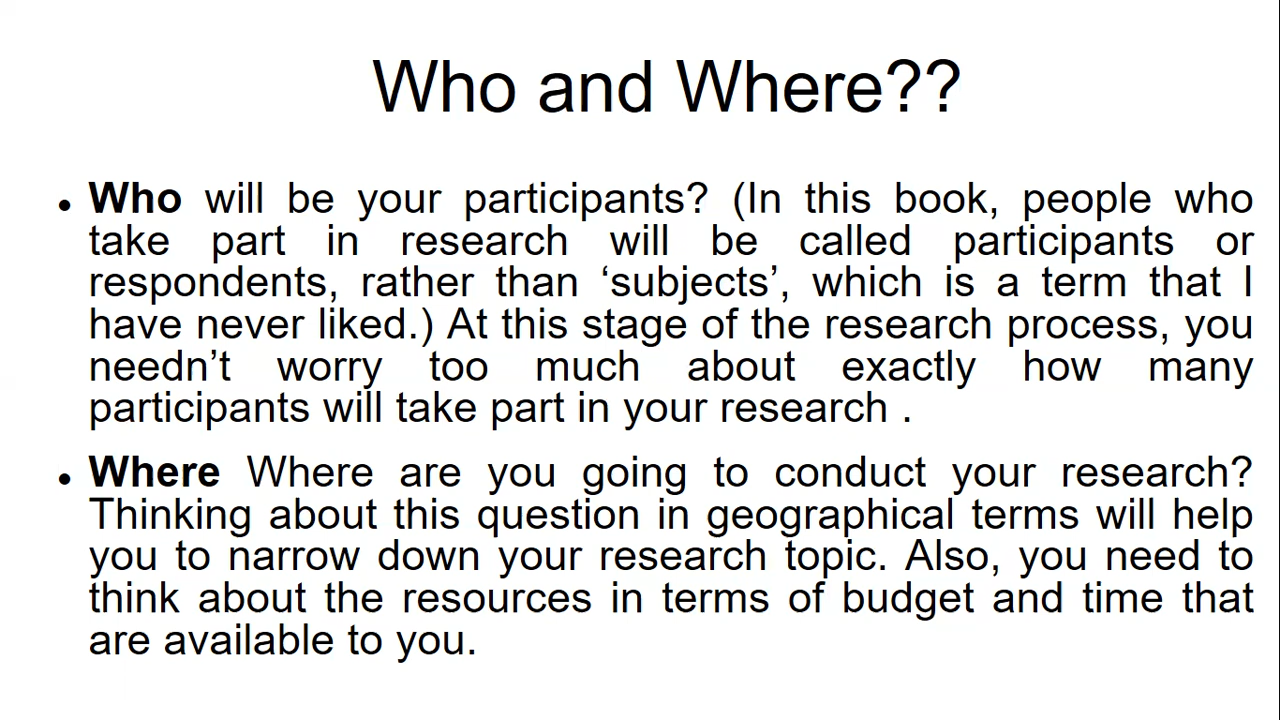 Who and Where??
• Who will be your participants? (In this book, people who
take part in research will be called participants or
respondents, rather than ‘subjects’, which is a term that I
have never liked.) At this stage of the research process, you
needn’t worry too much about exactly how many
participants will take part in your research .
• Where Where are you going to conduct your research?
Thinking about this question in geographical terms will help
you to narrow down your research topic. Also, you need to
think about the resources in terms of budget and time that
are available to you.